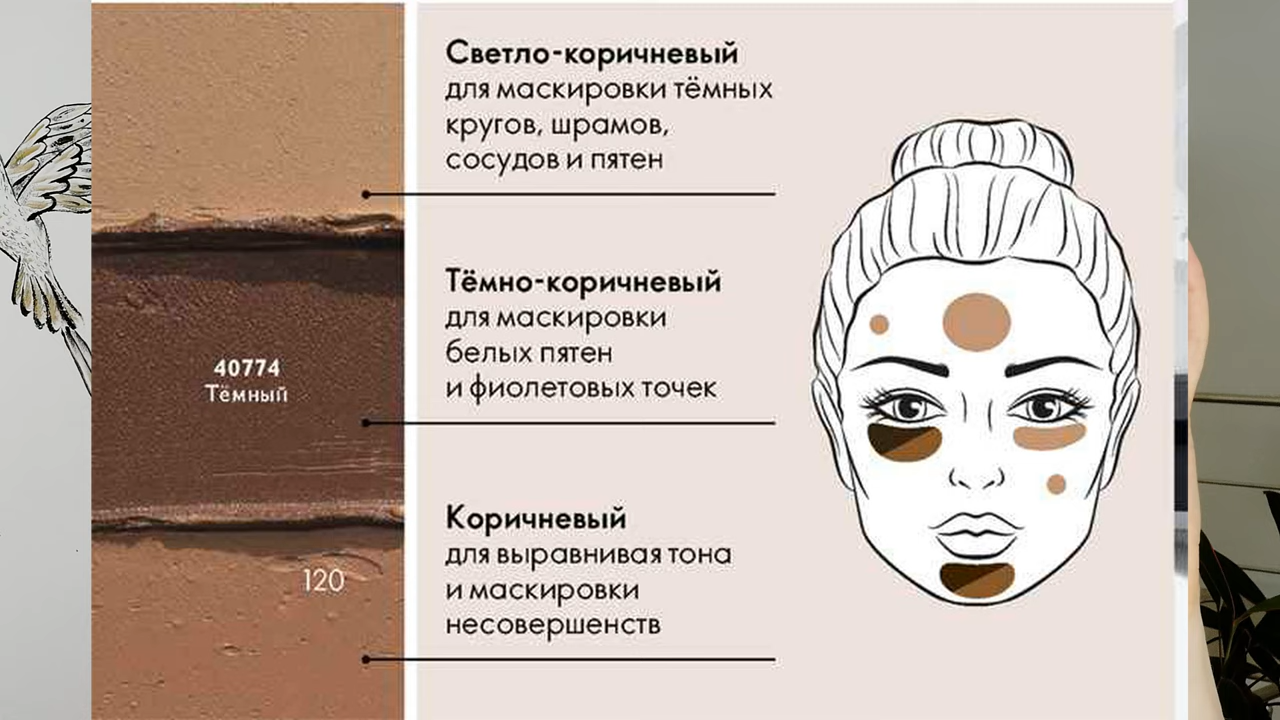 Светло-коричневый
для маскировки тёмных
кругов, шрамов,
сосудов и пятен
Тёмно-коричневый
для маскировки
белых пятен
и фиолетовых точек
40774
Тёмный
Коричневый
для выравнивая тона
и маскировки
несовершенств
120